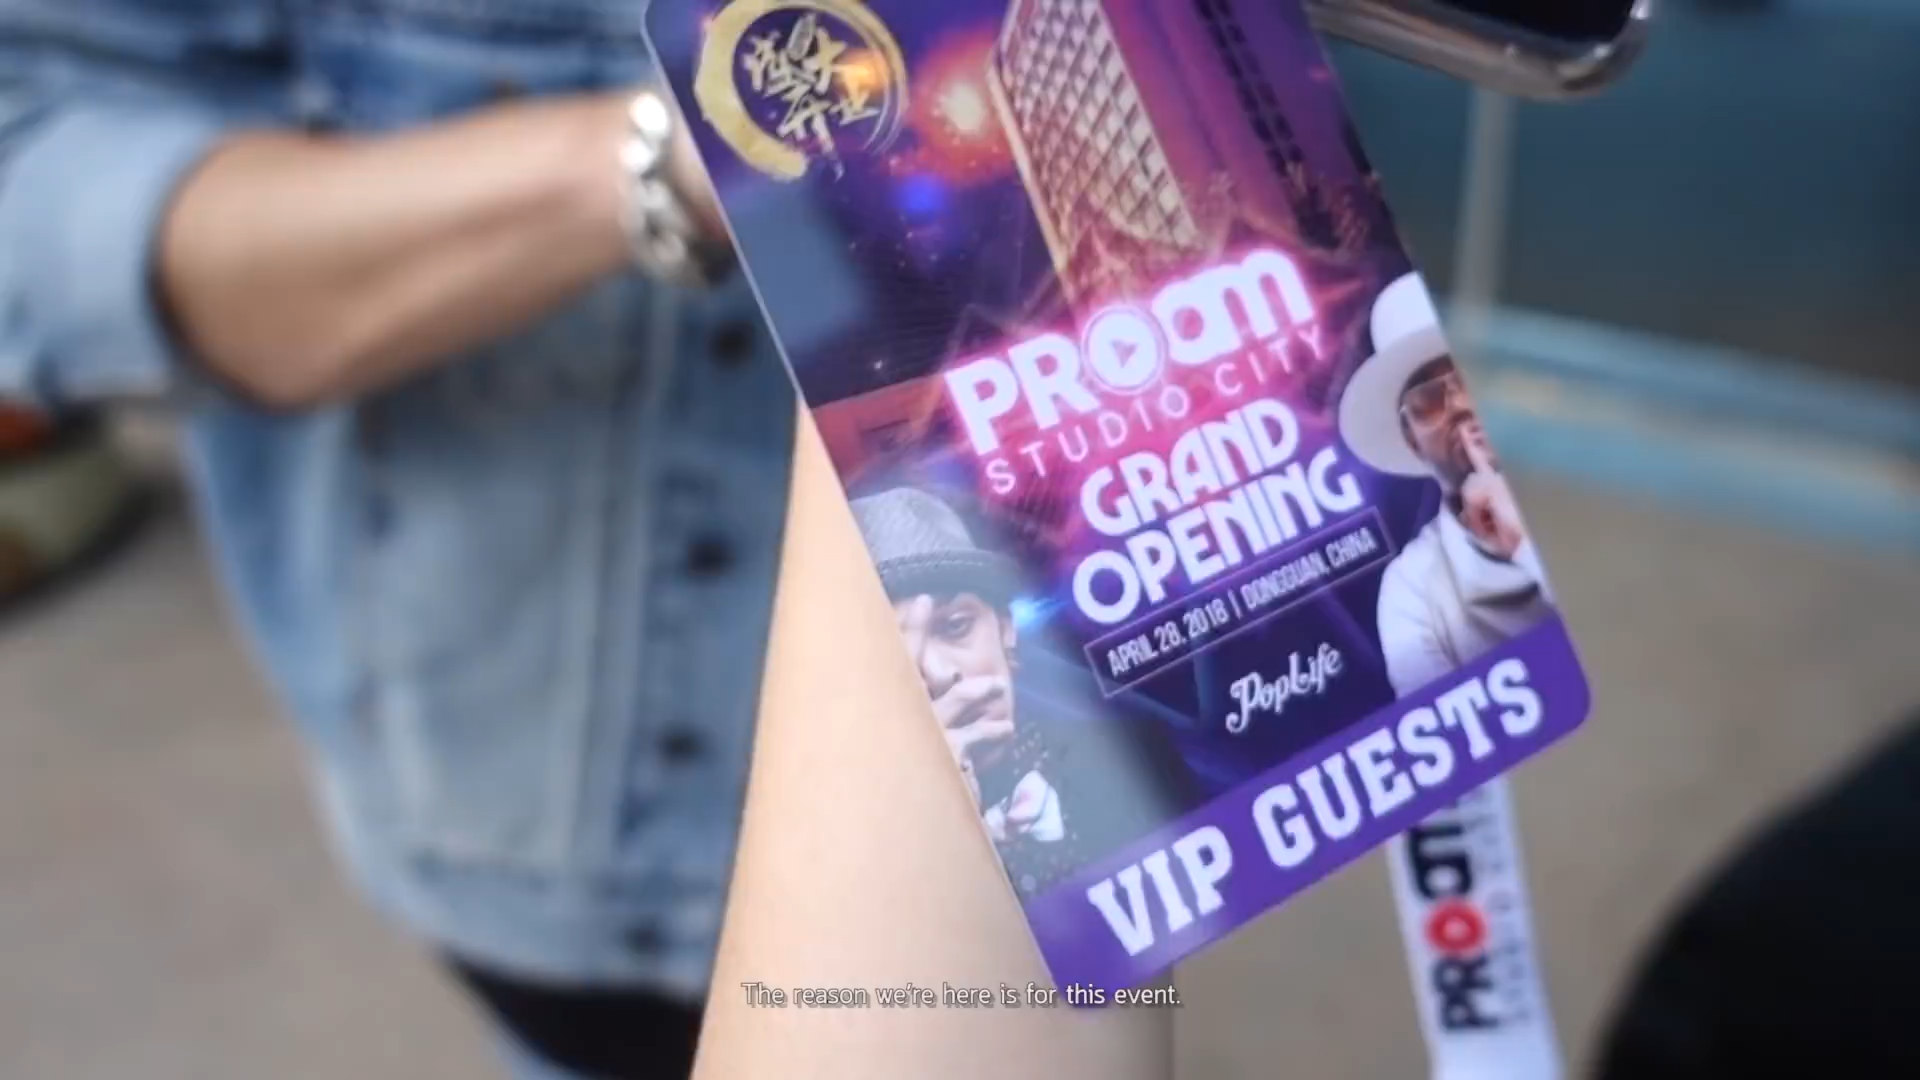 PROam
STUDIO CITY
GRAND
OPENING
APRIL 28, 2018 | DONGGUAN, CHINA
PopLife
VIP GUESTS
PROam
The reason we're here is for this event.